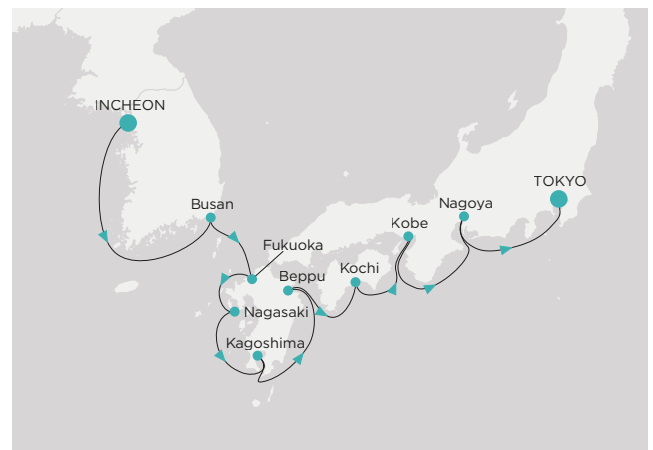 INCHEON
TOKYO
Busan
Nagoya
Kobe
Fukuoka
Kochi
Beppu
Nagasaki
Kagoshima